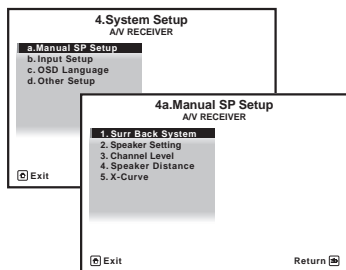 4.System Setup
A/V RECEIVER
a.Manual SP Setup
b.Input Setup
c.OSD Language
d.Other Setup
Exit
4a.Manual SP Setup
A/V RECEIVER
1. Surr Back System
2. Speaker Setting
3. Channel Level
4. Speaker Distance
5. X-Curve
Exit
Return